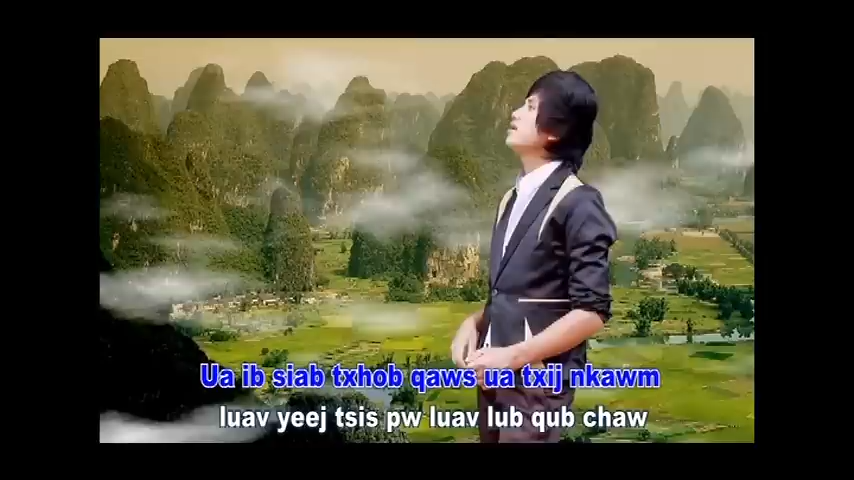 Ua ib siab txhob qaws ua txij nkawm
luav yeej tsis pw luav lub qub chaw